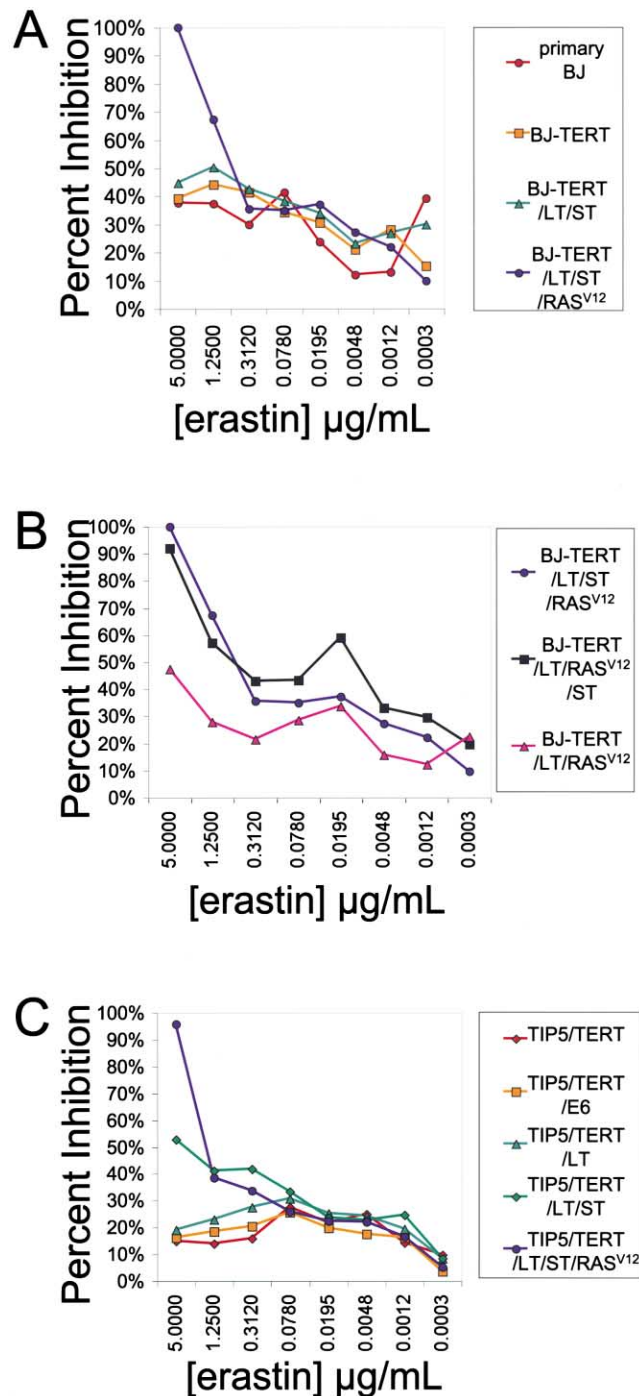 A
Percent Inhibition
100%
90%
80%
70%
60%
50%
40%
30%
20%
10%
0%
5.0000
1.2500
0.3120
0.0780
0.0195
0.0048
0.0012
0.0003
[erastin] µg/mL
primary
BJ
BJ-TERT
BJ-TERT
/LT/ST
BJ-TERT
/LT/ST
/RASV12
B
Percent Inhibition
100%
90%
80%
70%
60%
50%
40%
30%
20%
10%
0%
5.0000
1.2500
0.3120
0.0780
0.0195
0.0048
0.0012
0.0003
[erastin] µg/mL
BJ-TERT
/LT/ST
/RASV12
BJ-TERT
/LT/RASV12
/ST
BJ-TERT
/LT/RASV12
C
Percent Inhibition
100%
90%
80%
70%
60%
50%
40%
30%
20%
10%
0%
5.0000
1.2500
0.3120
0.0780
0.0195
0.0048
0.0012
0.0003
[erastin] µg/mL
TIP5/TERT
TIP5/TERT
/E6
TIP5/TERT
/LT
TIP5/TERT
/LT/ST
TIP5/TERT
/LT/ST/RASV12